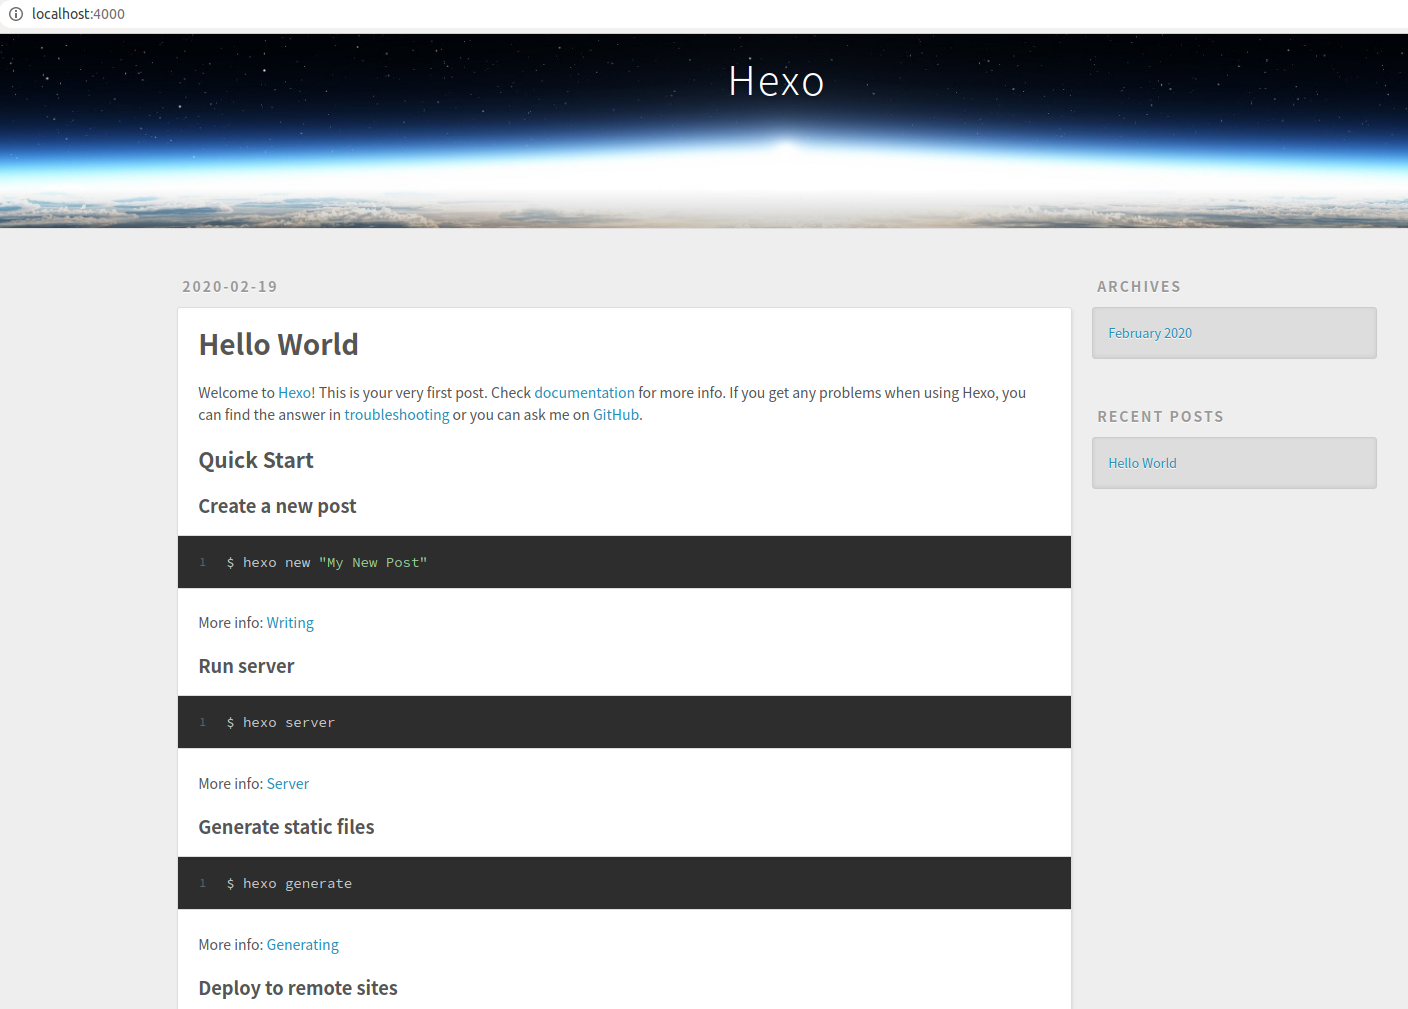 localhost:4000
Hexo
2020-02-19
Hello World
Welcome to Hexo! This is your very first post. Check documentation for more info. If you get any problems when using Hexo, you
can find the answer in troubleshooting or you can ask me on GitHub.
Quick Start
Create a new post
1 $ hexo new "My New Post"
More info: Writing
Run server
1 $ hexo server
More info: Server
Generate static files
1 $ hexo generate
More info: Generating
Deploy to remote sites
ARCHIVES
February 2020
RECENT POSTS
Hello World